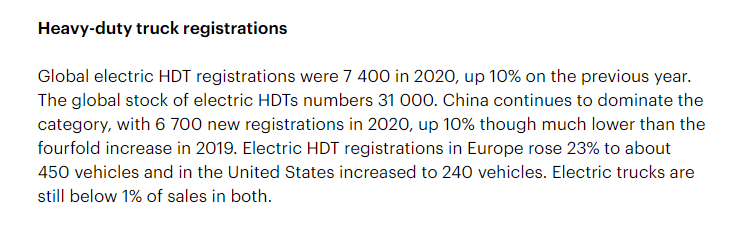 Heavy-duty truck registrations
Global electric HDT registrations were 7 400 in 2020, up 10% on the previous year.
The global stock of electric HDTs numbers 31 000. China continues to dominate the
category, with 6 700 new registrations in 2020, up 10% though much lower than the
fourfold increase in 2019. Electric HDT registrations in Europe rose 23% to about
450 vehicles and in the United States increased to 240 vehicles. Electric trucks are
still below 1% of sales in both.